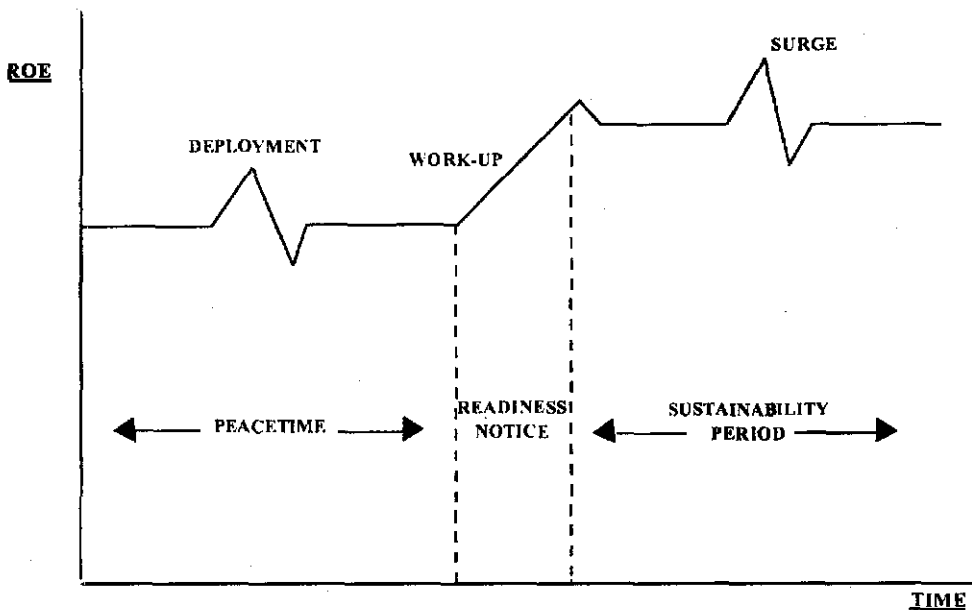 SURGE
ROE
DEPLOYMENT
WORK-UP
READINESS
NOTICE
SUSTAINABILITY
PERIOD
PEACETIME
TIME